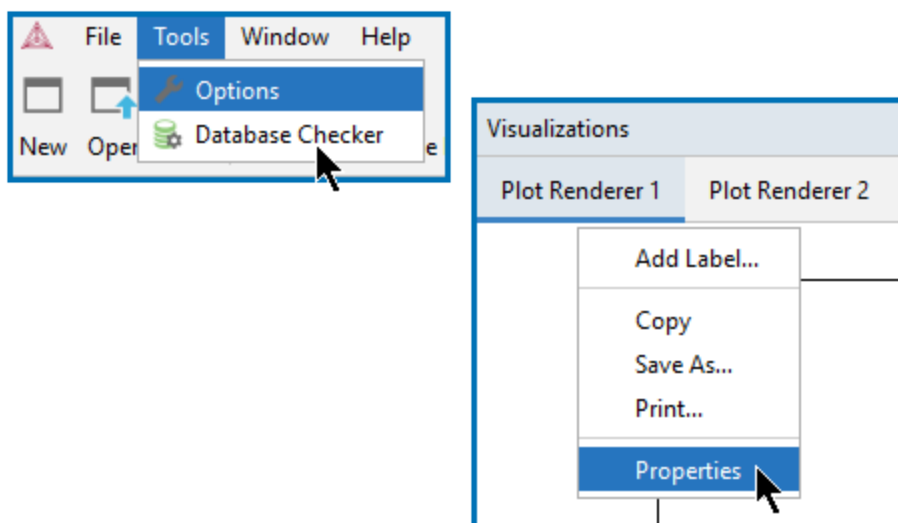 File Tools Window Help
Options
Database Checker
New Oper e
Visualizations
Plot Renderer 1 Plot Renderer 2
Add Label...
Copy
Save As...
Print...
Properties